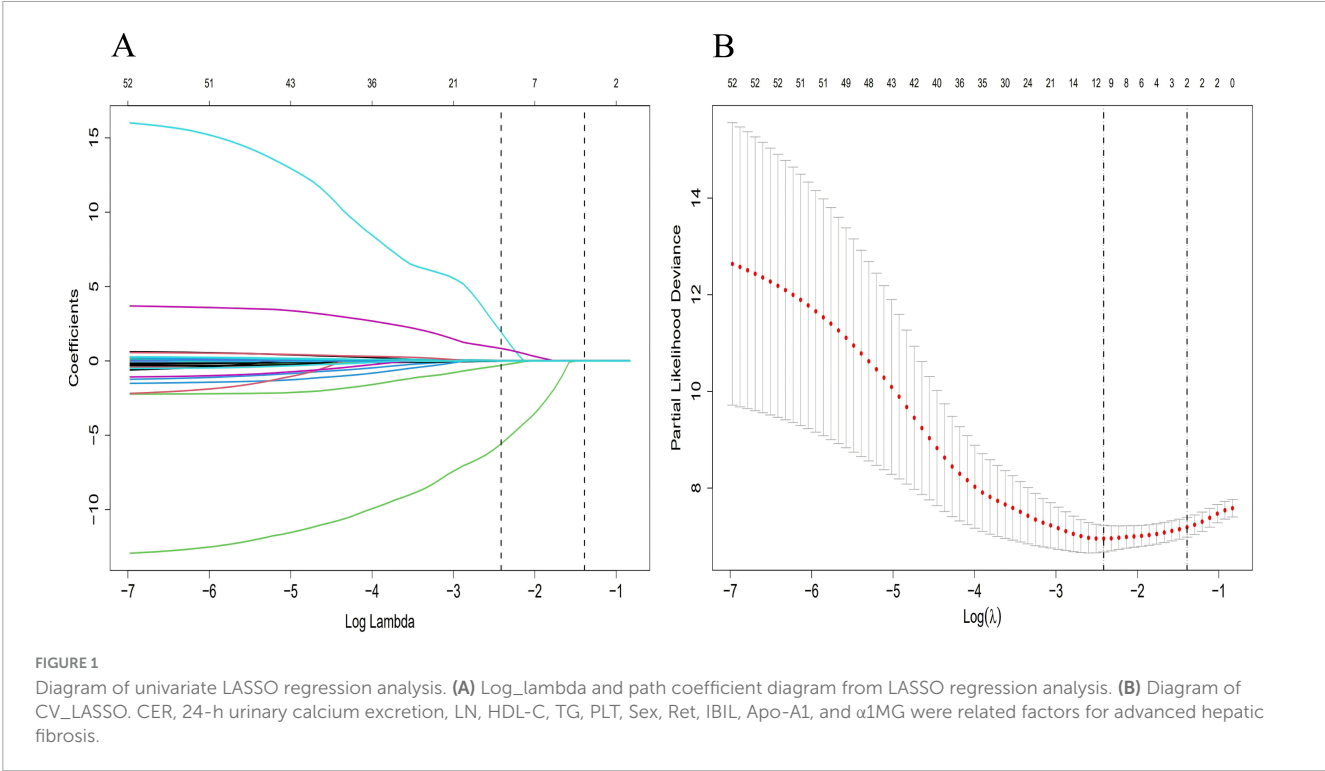 A
52 51 43 36 21 7 2
15
10
5
0
−5
−10
Coefficients
−7 −6 −5 −4 −3 −2 −1
Log Lambda
B
52 52 52 51 51 49 48 43 42 40 36 35 30 24 21 14 12 9 8 6 4 3 2 2 2 0
14
12
10
8
Partial Likelihood Deviance
−7 −6 −5 −4 −3 −2 −1
Log(λ)
FIGURE 1
Diagram of univariate LASSO regression analysis. (A) Log_lambda and path coefficient diagram from LASSO regression analysis. (B) Diagram of
CV_LASSO. CER, 24-h urinary calcium excretion, LN, HDL-C, TG, PLT, Sex, Ret, IBIL, Apo-A1, and α1MG were related factors for advanced hepatic
fibrosis.